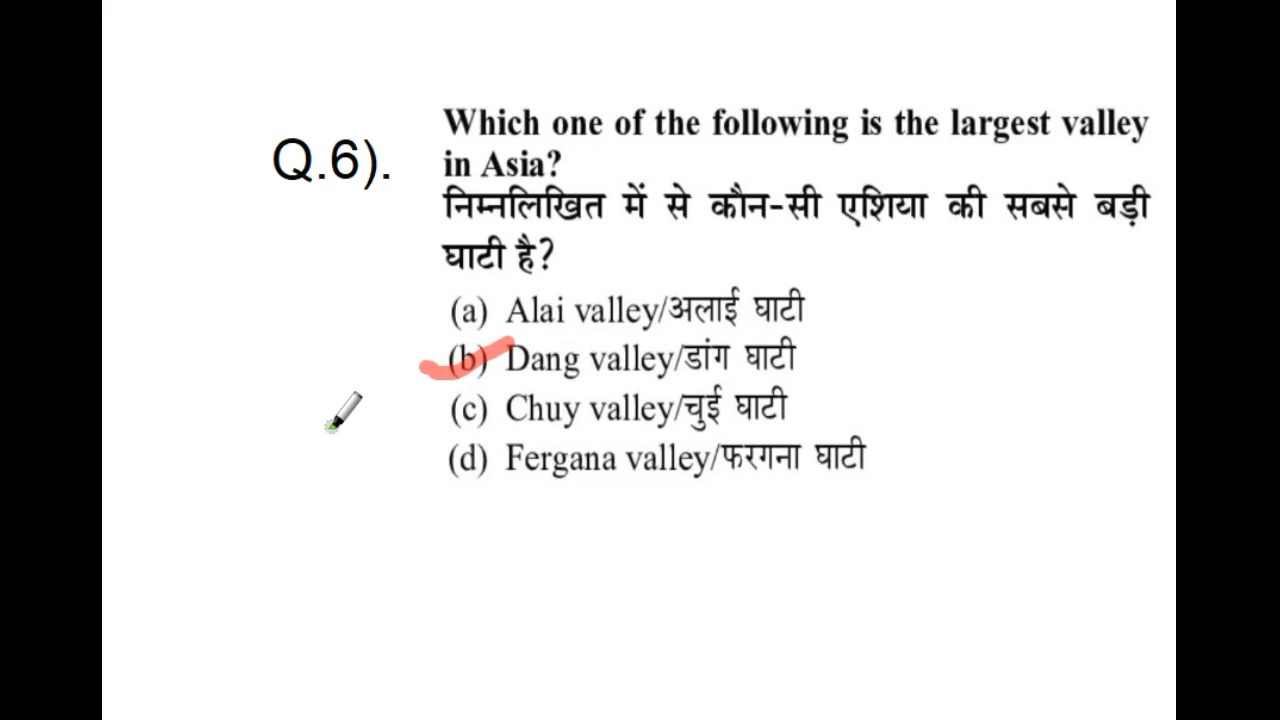 Q.6).
Which one of the following is the largest valley
in Asia?
निम्नलिखित में से कौन-सी एशिया की सबसे बड़ी
घाटी है?
(a) Alai valley/अलाई घाटी
(b) Dang valley/डांग घाटी
(c) Chuy valley/चुई घाटी
(d) Fergana valley/फरगना घाटी